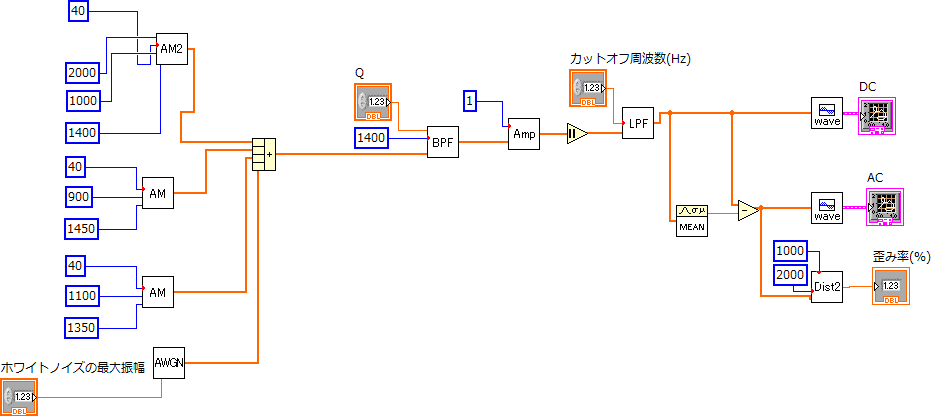 40
AM2
2000
1000
1400
40
AM
900
1450
40
AM
1100
1350
ホワイトノイズの最大振幅
AWGN
1.23
DBL
+
Q
1.23
DBL
1400
BPF
1
Amp
カットオフ周波数(Hz)
1.23
DBL
LPF
wave
DC
MEAN
-
wave
AC
1000
2000
Dist2
歪み率(%)
1.23
DBL